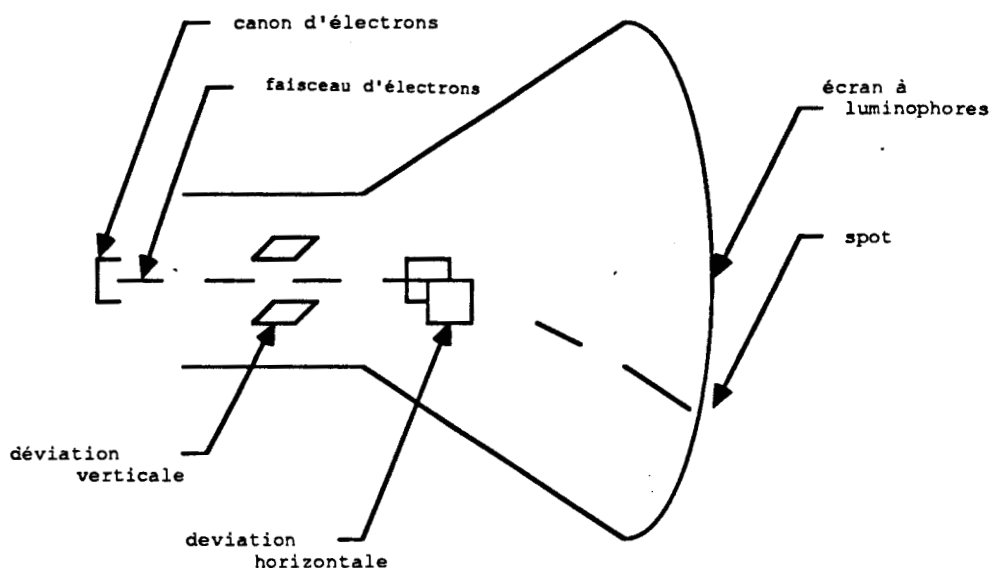 canon d'électrons
faisceau d'électrons
écran à
luminophores
spot
déviation
verticale
deviation
horizontale